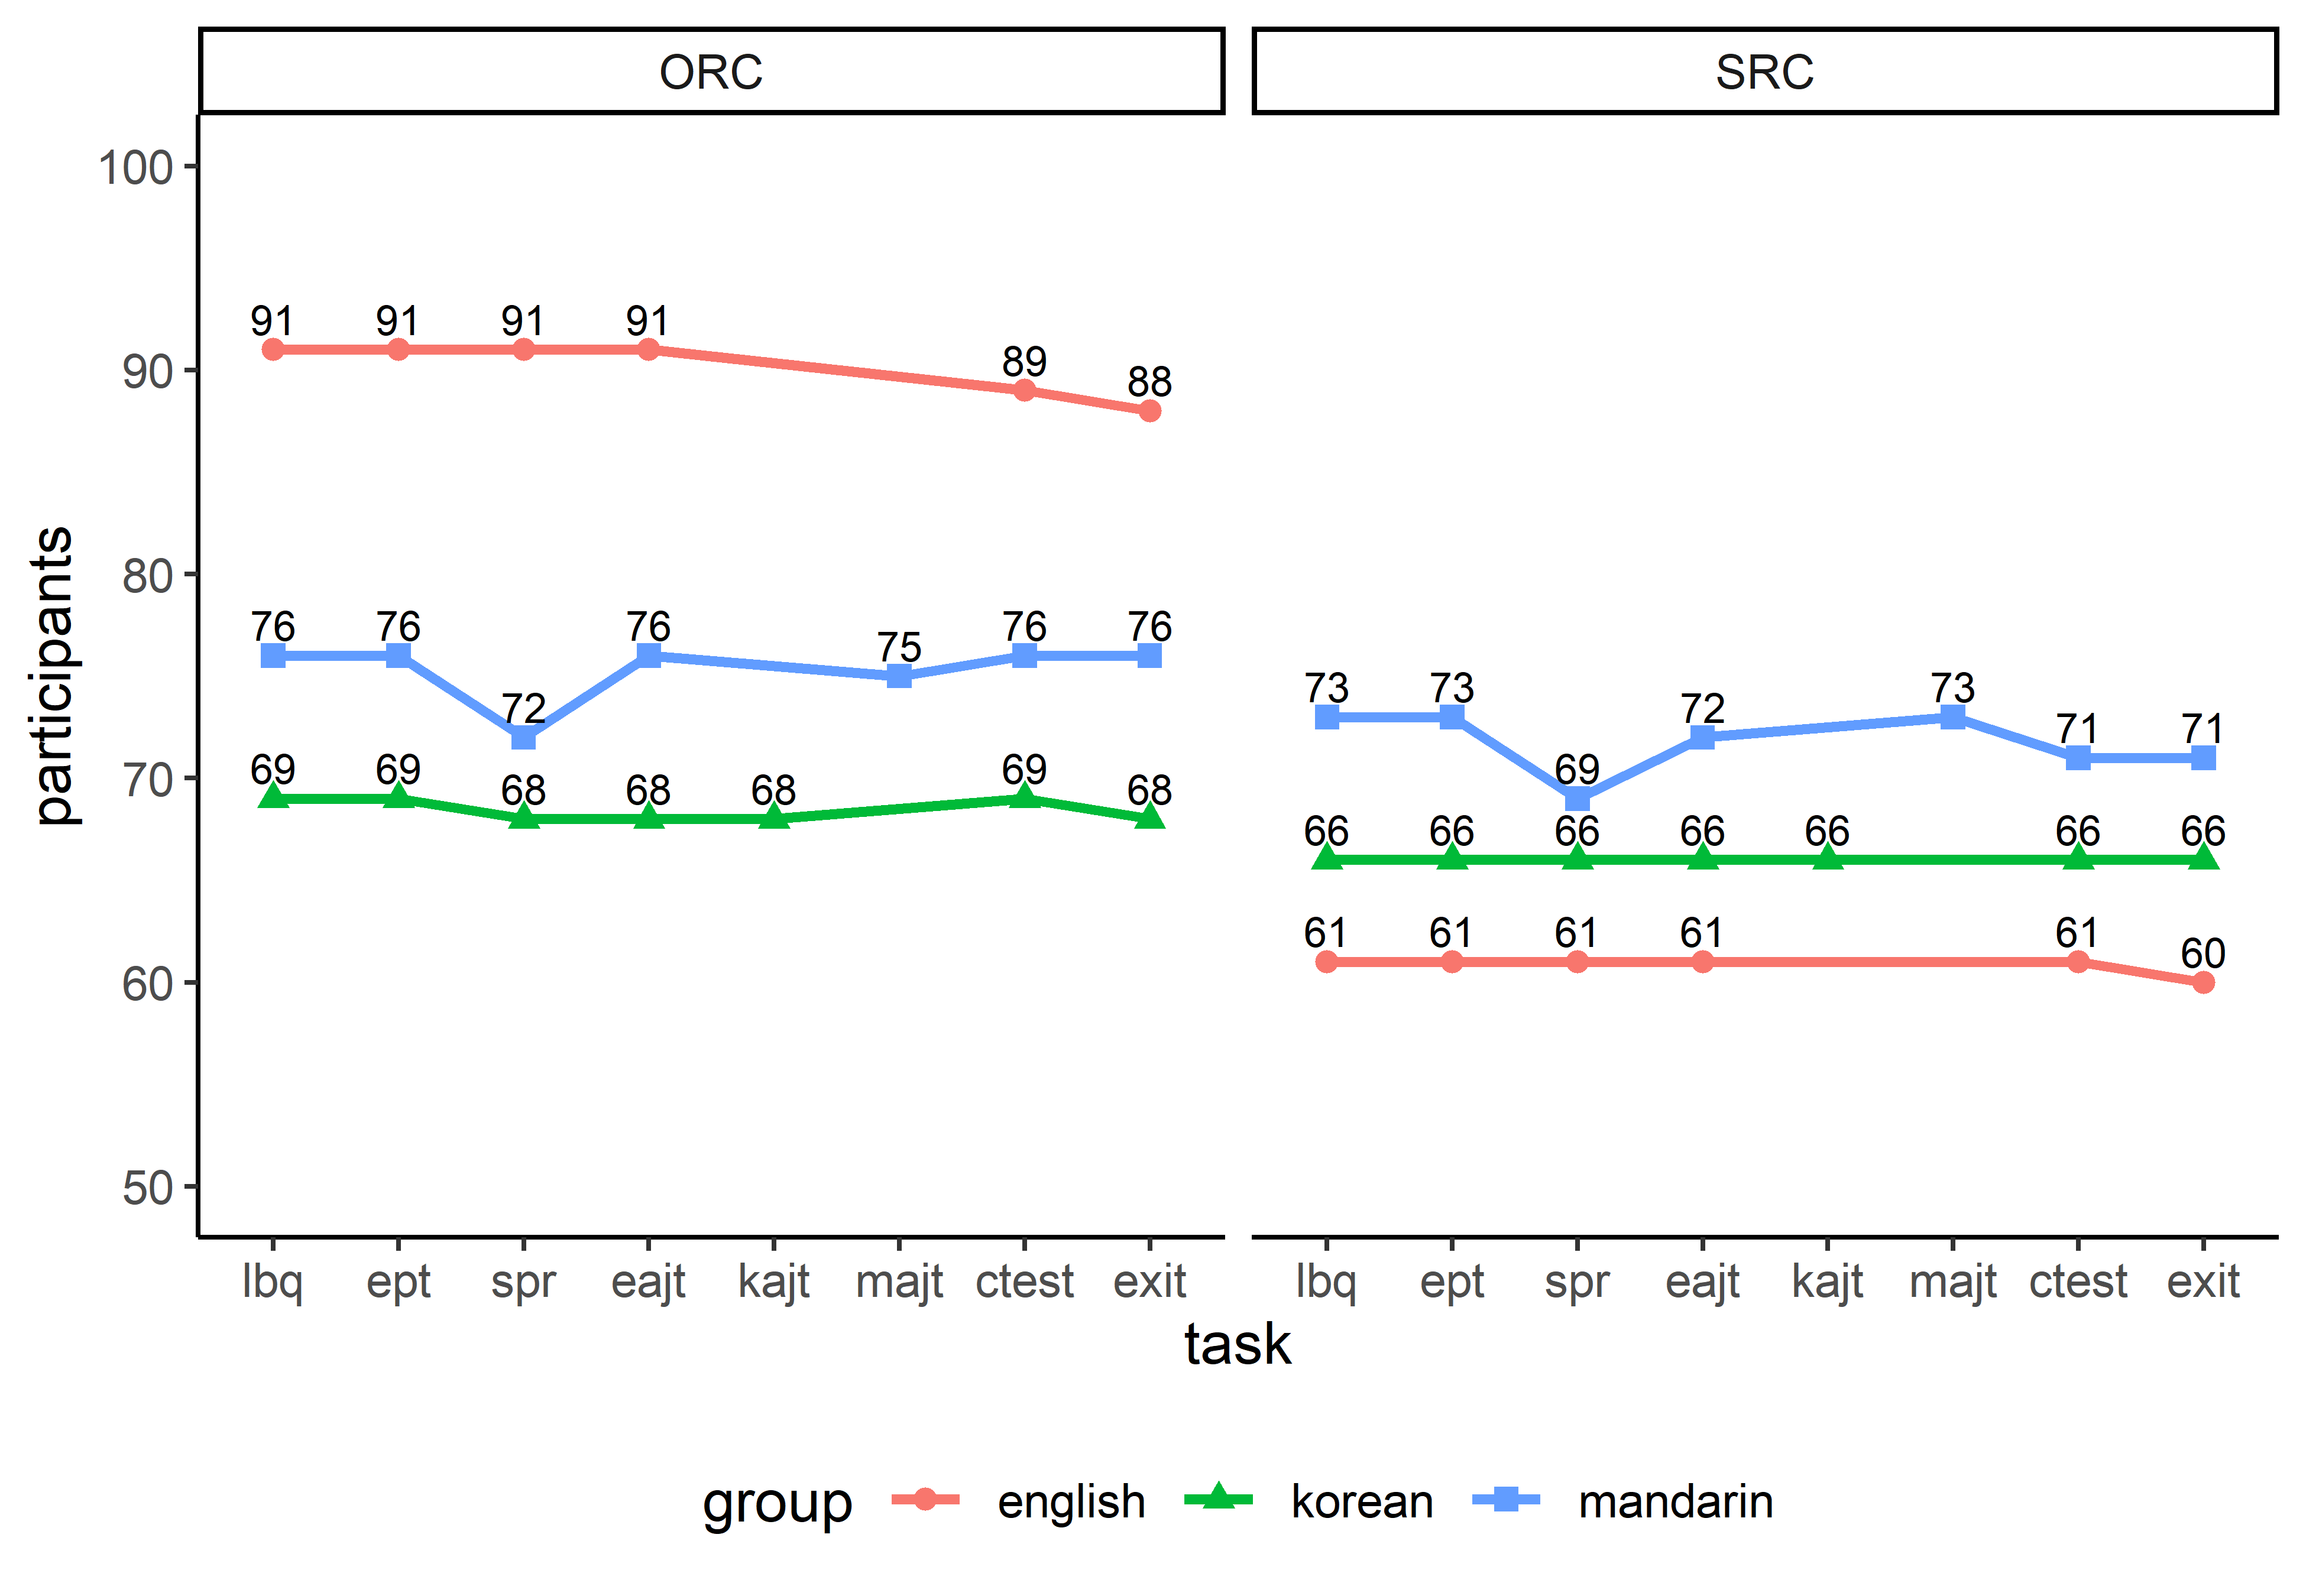 ORC SRC
100
91 91 91 91
90
89
88
80
76 76 76 75 76 76
72
73 73 72 73 71 71
70
69 69 68 68 68 69 68
69
66 66 66 66 66 66 66
61 61 61 61 61 60
60
50
participants
lbq ept spr eajt kajt majt ctest exit lbq ept spr eajt kajt majt ctest exit
task
group english korean mandarin